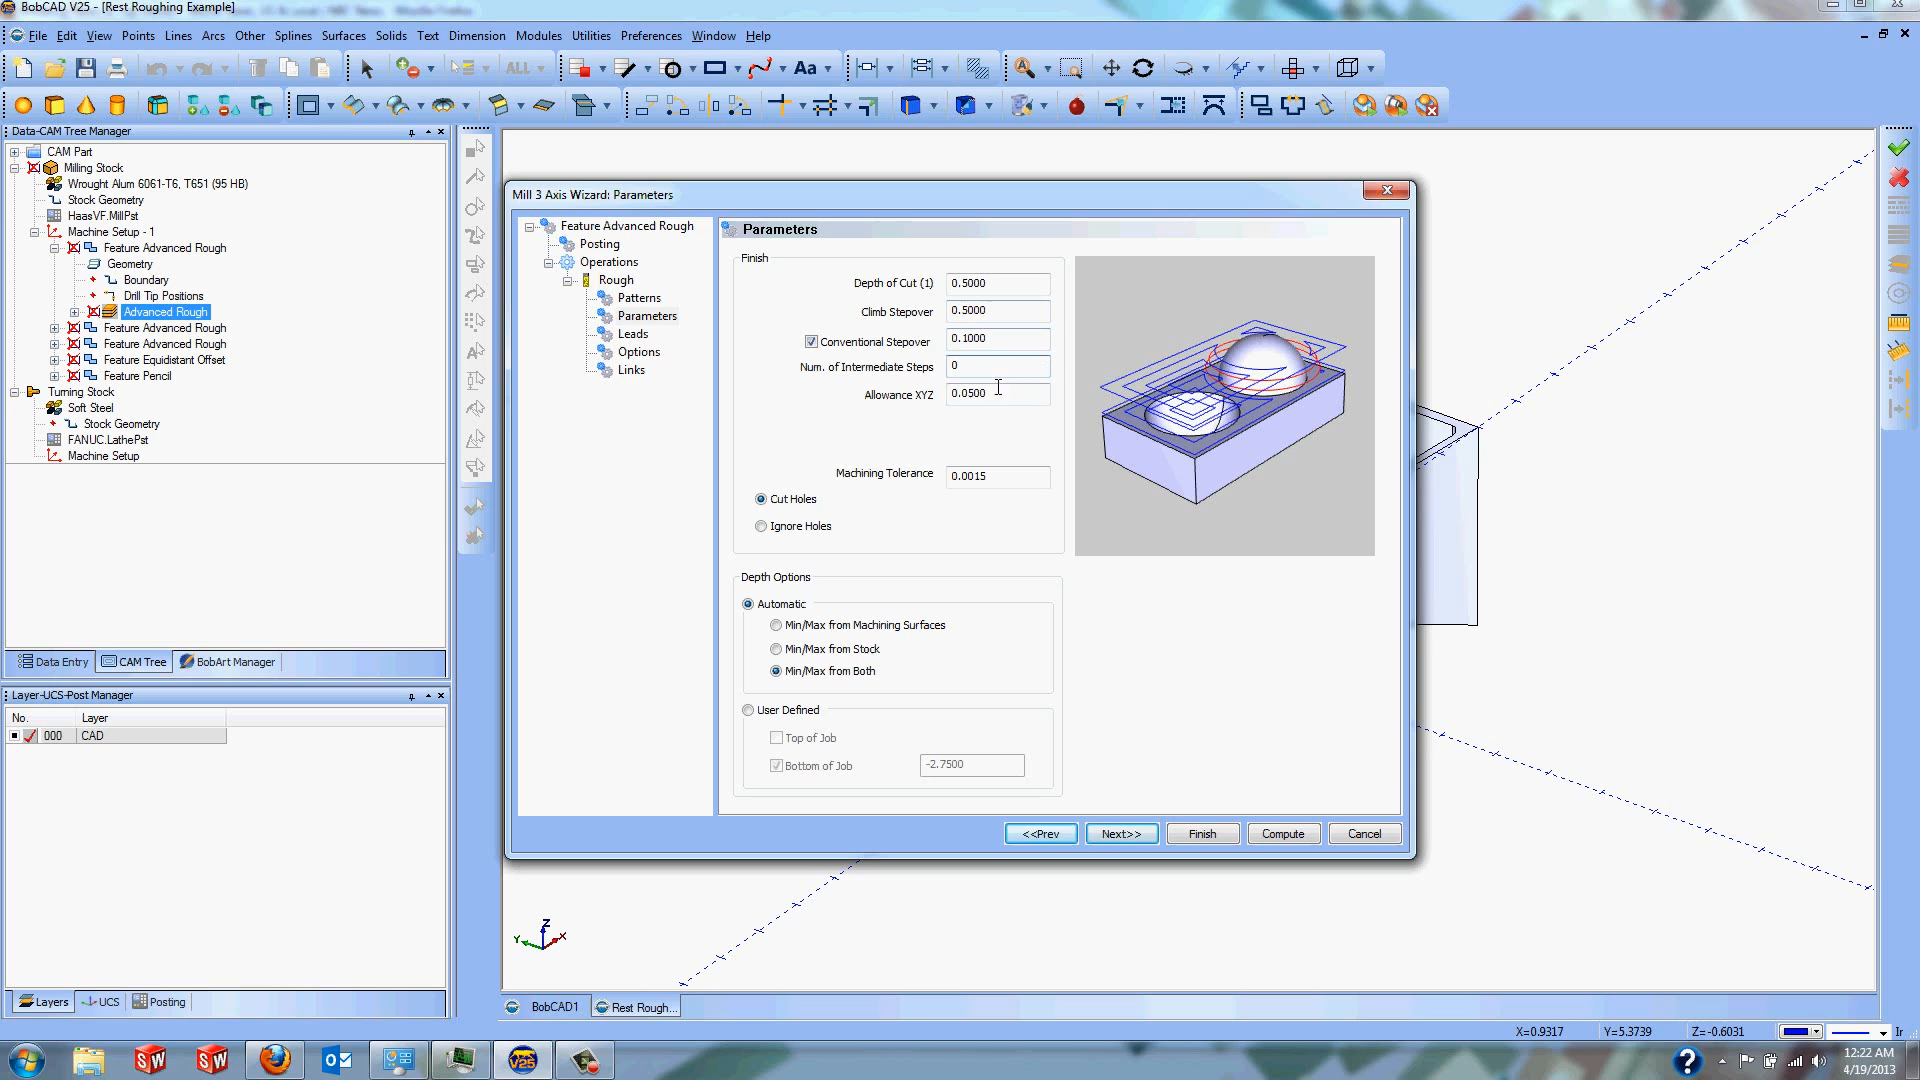 BobCAD V25 - [Rest Roughing Example]
File Edit View Points Lines Arcs Other Splines Surfaces Solids Text Dimension Modules Utilities Preferences Window Help
ALL
Aa
Data-CAM Tree Manager
CAM Part
Milling Stock
Wrought Alum 6061-T6, T651 (95 HB)
Stock Geometry
HaasVF.MillPst
Machine Setup - 1
Feature Advanced Rough
Geometry
Boundary
Drill Tip Positions
Advanced Rough
Feature Advanced Rough
Feature Advanced Rough
Feature Equidistant Offset
Feature Pencil
Turning Stock
Soft Steel
Stock Geometry
FANUC.LathePst
Machine Setup
Data Entry CAM Tree BobArt Manager
Layer-UCS-Post Manager
No. Layer
000 CAD
Layers UCS Posting
Mill 3 Axis Wizard: Parameters
Feature Advanced Rough
Posting
Operations
Rough
Patterns
Parameters
Leads
Options
Links
Parameters
Finish
Depth of Cut (1) 0.5000
Climb Stepover 0.5000
Conventional Stepover 0.1000
Num. of Intermediate Steps 0
Allowance XYZ 0.0500
Machining Tolerance 0.0015
Cut Holes
Ignore Holes
Depth Options
Automatic
Min/Max from Machining Surfaces
Min/Max from Stock
Min/Max from Both
User Defined
Top of Job
Bottom of Job -2.7500
<<Prev Next>> Finish Compute Cancel
Z
Y X
BobCAD1 Rest Rough...
X=0.9317 Y=5.3739 Z=-0.6031 Ir
SW SW V25
12:22 AM
4/19/2013